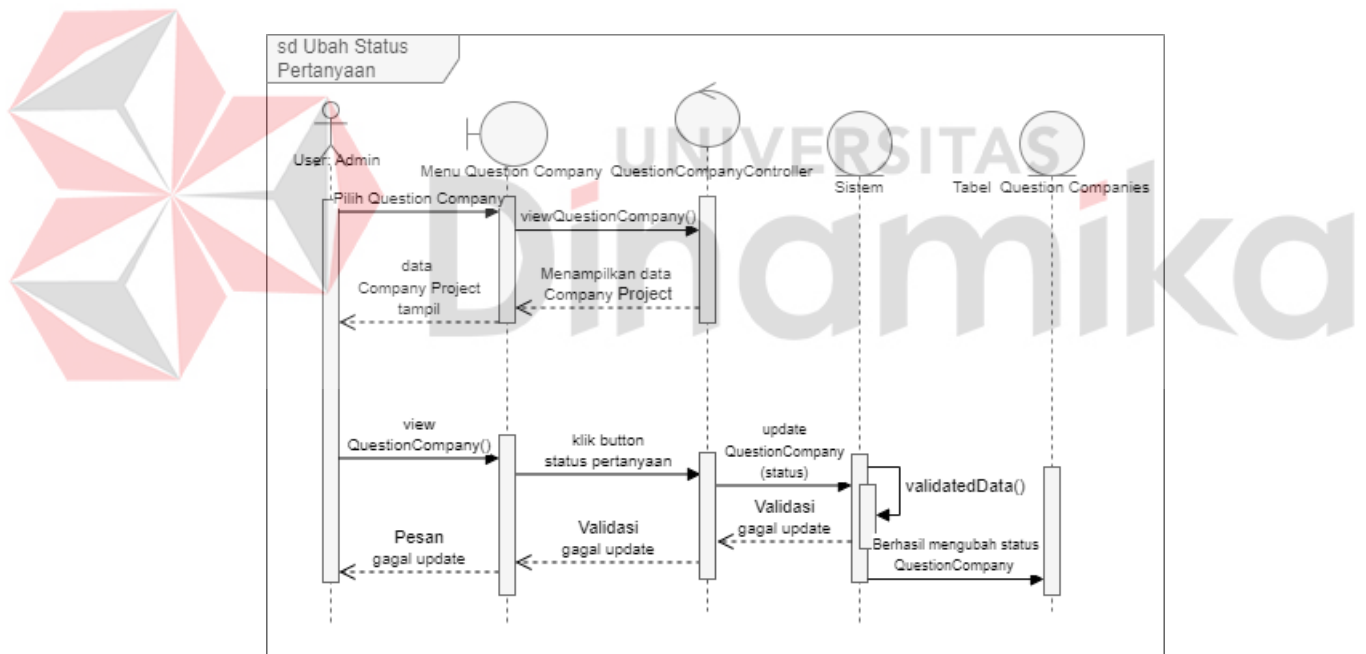 sd Ubah Status
Pertanyaan
UNIVERSITAS
Dinamika
User: Admin
Menu Question Company
QuestionCompanyController
Sistem
Tabel Question Companies
Pilih Question Company
viewQuestionCompany()
data
Company Project
tampil
Menampilkan data
Company Project
view
QuestionCompany()
klik button
status pertanyaan
update
QuestionCompany
(status)
validatedData()
Validasi
gagal update
Validasi
gagal update
Pesan
gagal update
Berhasil mengubah status
QuestionCompany